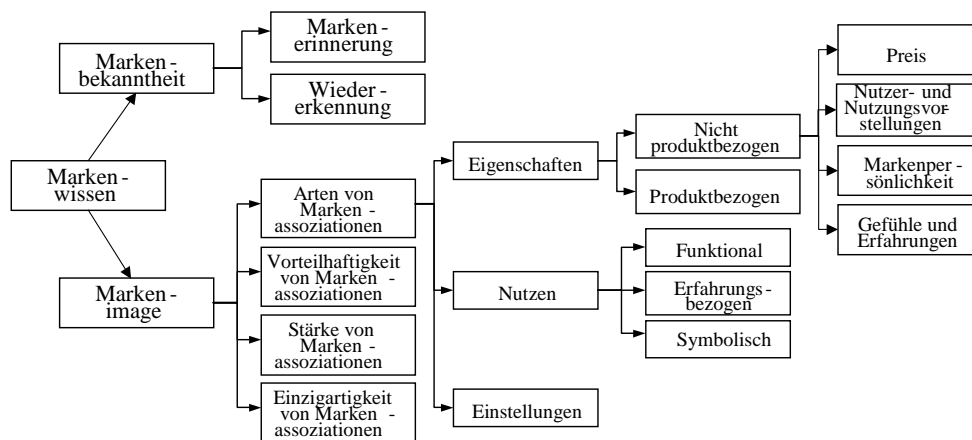 Marken-
erinnerung
Marken-
bekanntheit
Wieder-
erkennung
Marken-
wissen
Marken-
image
Arten von
Marken-
assoziationen
Vorteilhaftigkeit
von Marken-
assoziationen
Stärke von
Marken-
assoziationen
Einzigartigkeit
von Marken-
assoziationen
Eigenschaften
Nutzen
Einstellungen
Nicht
produktbezogen
Produktbezogen
Funktional
Erfahrungs-
bezogen
Symbolisch
Preis
Nutzer- und
Nutzungsvor-
stellungen
Markenper-
sönlichkeit
Gefühle und
Erfahrungen